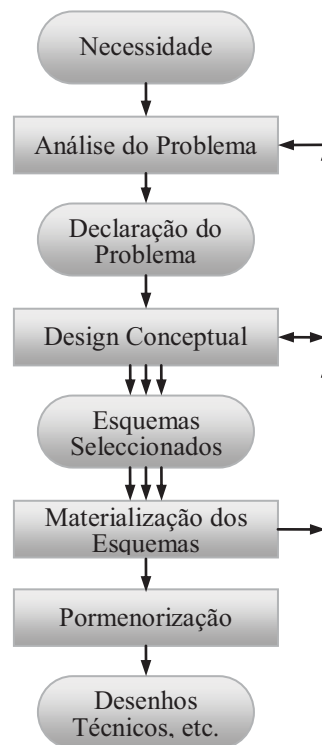 Necessidade
Análise do Problema
Declaração do
Problema
Design Conceptual
Esquemas
Seleccionados
Materialização dos
Esquemas
Pormenorização
Desenhos
Técnicos, etc.